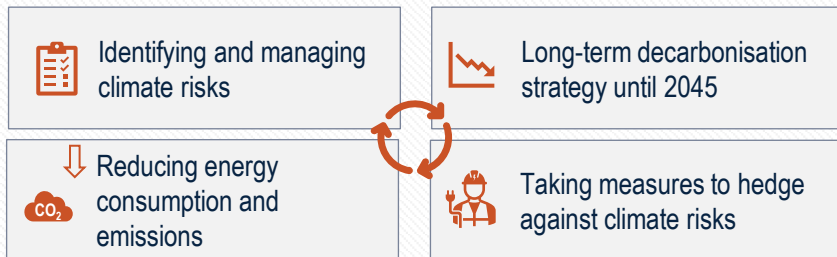 Identifying and managing
climate risks
Long-term decarbonisation
strategy until 2045
Reducing energy
consumption and
emissions
CO₂
Taking measures to hedge
against climate risks